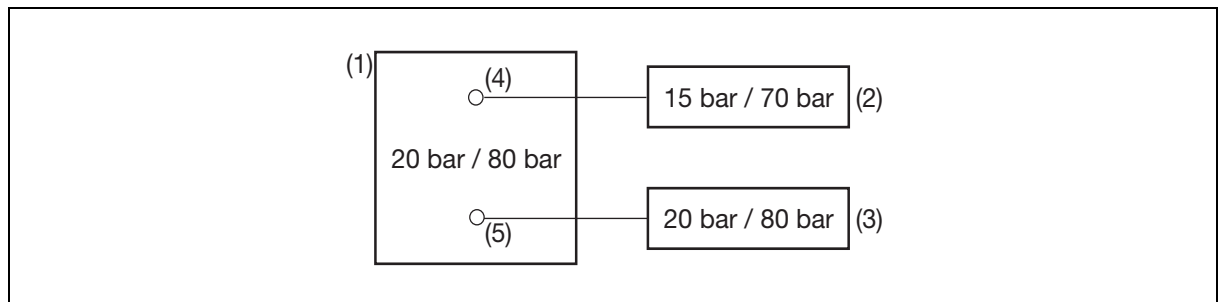 (1)
(4)
15 bar / 70 bar (2)
20 bar / 80 bar
20 bar / 80 bar (3)
(5)